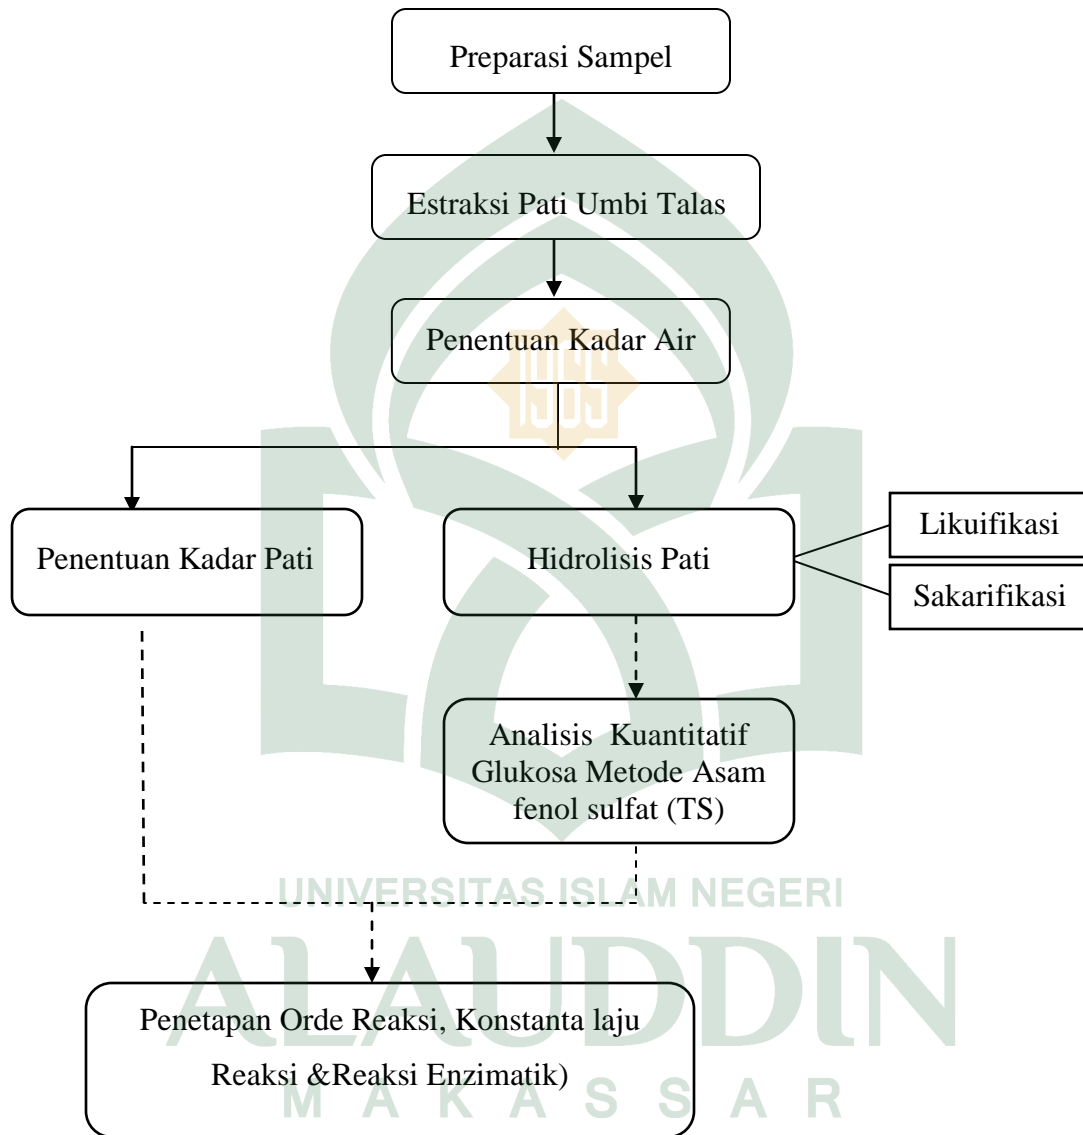 Preparasi Sampel
Estraksi Pati Umbi Talas
Penentuan Kadar Air
Penentuan Kadar Pati
Hidrolisis Pati
Likuifikasi
Sakarifikasi
Analisis  Kuantitatif
Glukosa Metode Asam
fenol sulfat (TS)
UNIVERSITAS ISLAM NEGERI
ALAUDDIN
Penetapan Orde Reaksi, Konstanta laju
Reaksi &Reaksi Enzimatik)
MAKASSAR